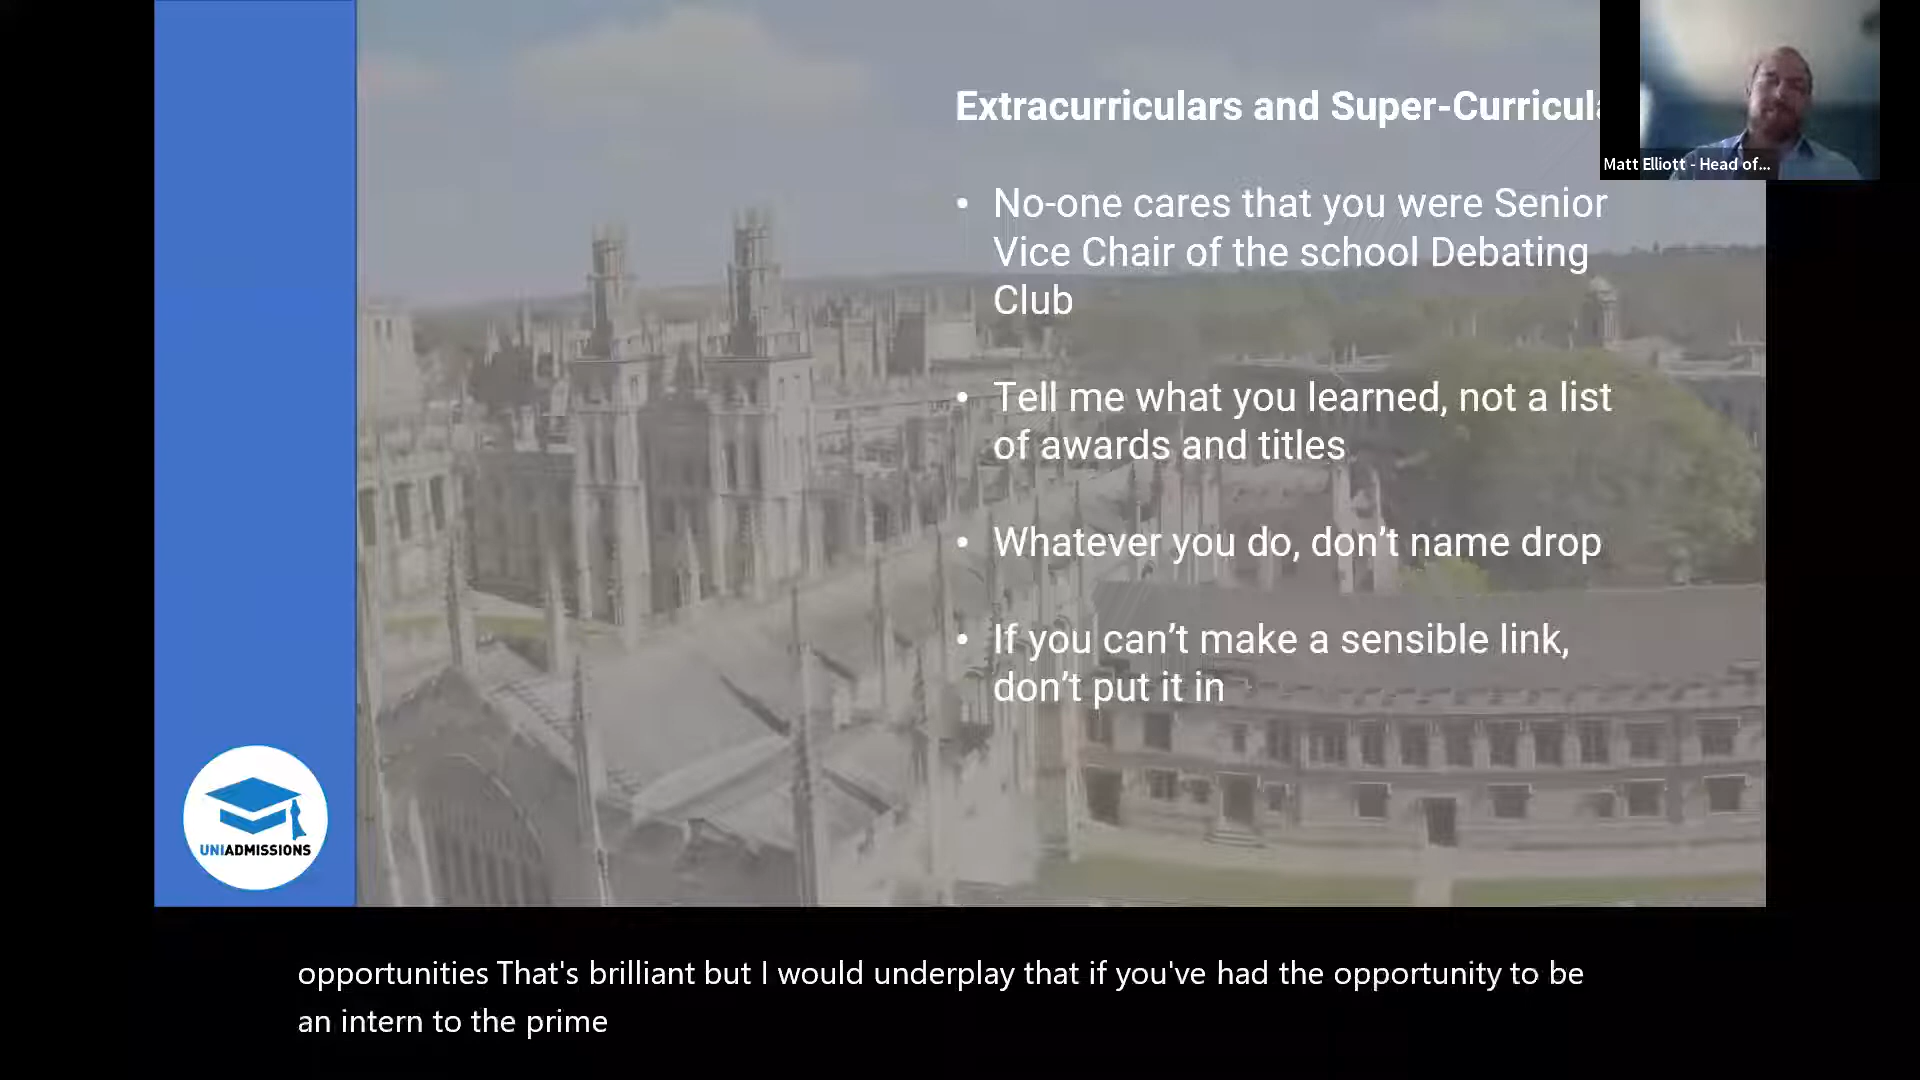 Extracurriculars and Super-Curricula
Matt Elliott - Head of...
• No-one cares that you were Senior
Vice Chair of the school Debating
Club
• Tell me what you learned, not a list
of awards and titles
• Whatever you do, don’t name drop
• If you can’t make a sensible link,
don’t put it in
UNIADMISSIONS
opportunities That's brilliant but I would underplay that if you've had the opportunity to be
an intern to the prime